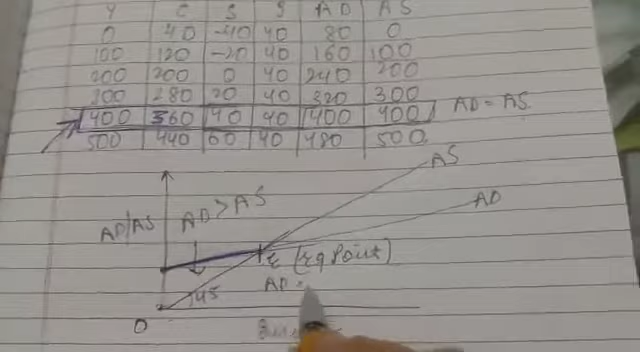 Y C S I AD AS
0 40 -40 40 80 0
100 120 -20 40 160 100
200 200 0 40 240 200
300 280 20 40 320 300
400 360 40 40 400 400 AD = AS
500 440 60 40 480 500
AS
AD > AS
AD
AD/AS
E (Eq Point)
45
AD =
O